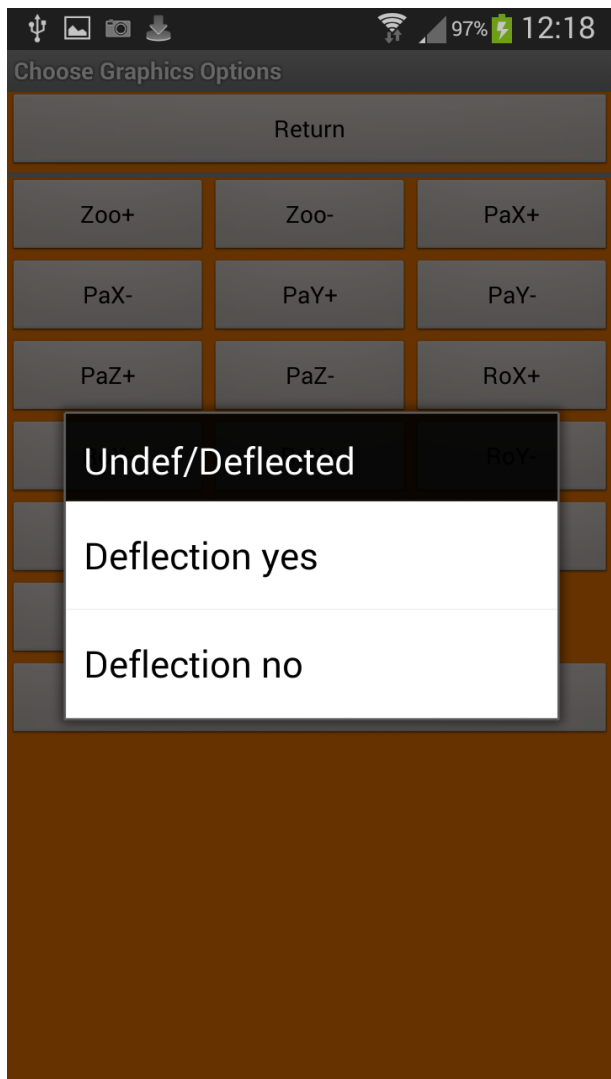 97% 12:18
Choose Graphics Options
Return
Zoo+ Zoo- PaX+
PaX- PaY+ PaY-
PaZ+ PaZ- RoX+
RoY-
Undef/Deflected
Deflection yes
Deflection no